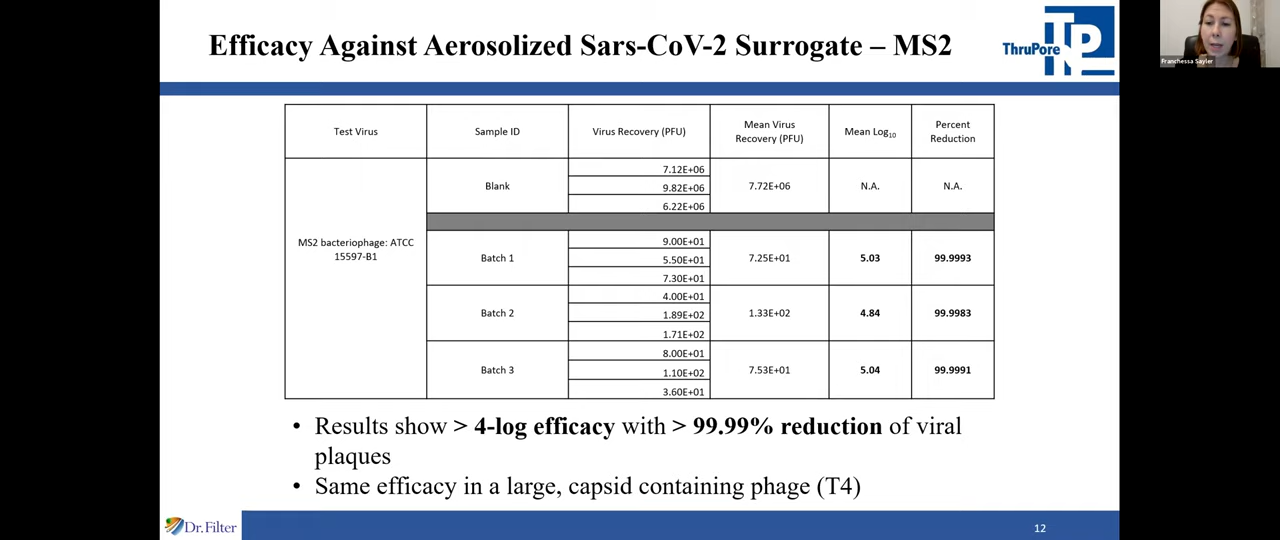 Efficacy Against Aerosolized Sars-CoV-2 Surrogate – MS2
ThruPore
TP
Franchessa Sayler
Test Virus
Sample ID
Virus Recovery (PFU)
Mean Virus
Recovery (PFU)
Mean Log10
Percent
Reduction
MS2 bacteriophage: ATCC
15597-B1
Blank
7.12E+06
9.82E+06
6.22E+06
7.72E+06
N.A.
N.A.
Batch 1
9.00E+01
5.50E+01
7.30E+01
7.25E+01
5.03
99.9993
Batch 2
4.00E+01
1.89E+02
1.71E+02
1.33E+02
4.84
99.9983
Batch 3
8.00E+01
1.10E+02
3.60E+01
7.53E+01
5.04
99.9991
• Results show > 4-log efficacy with > 99.99% reduction of viral
plaques
• Same efficacy in a large, capsid containing phage (T4)
Dr.Filter
12